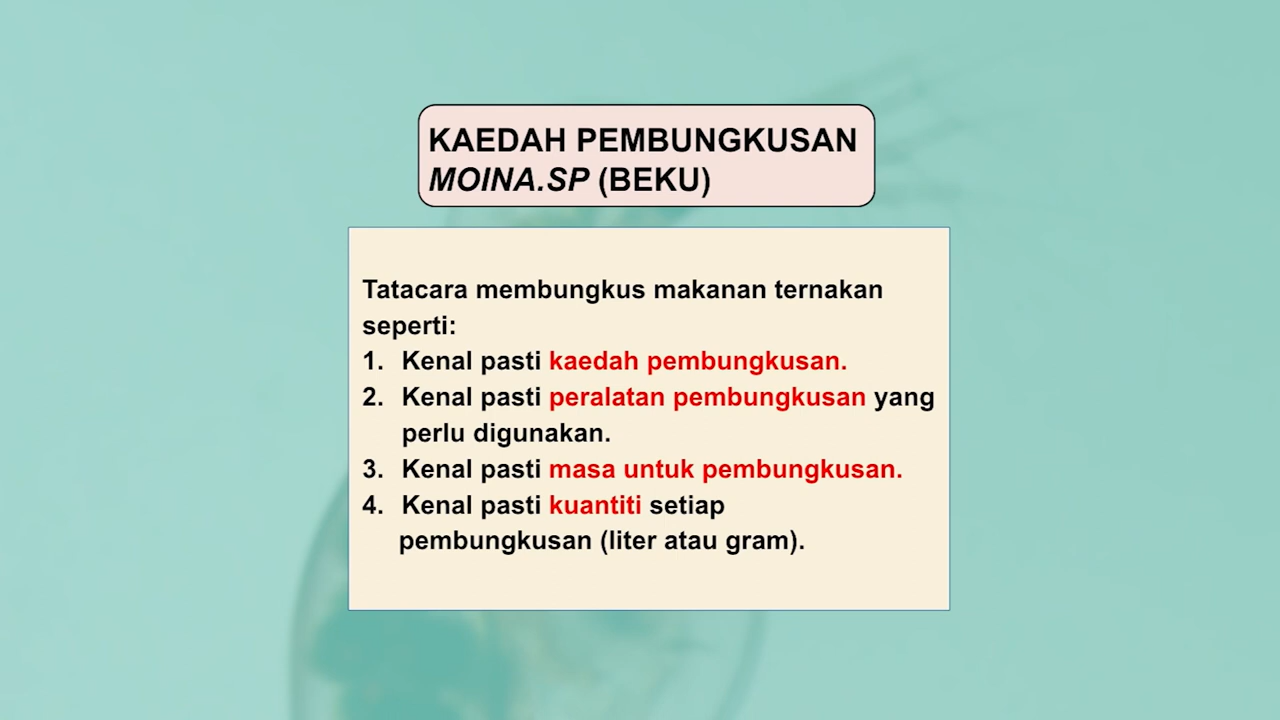 KAEDAH PEMBUNGKUSAN
MOINA.SP (BEKU)
Tatacara membungkus makanan ternakan
seperti:
1. Kenal pasti kaedah pembungkusan.
2. Kenal pasti peralatan pembungkusan yang
perlu digunakan.
3. Kenal pasti masa untuk pembungkusan.
4. Kenal pasti kuantiti setiap
pembungkusan (liter atau gram).